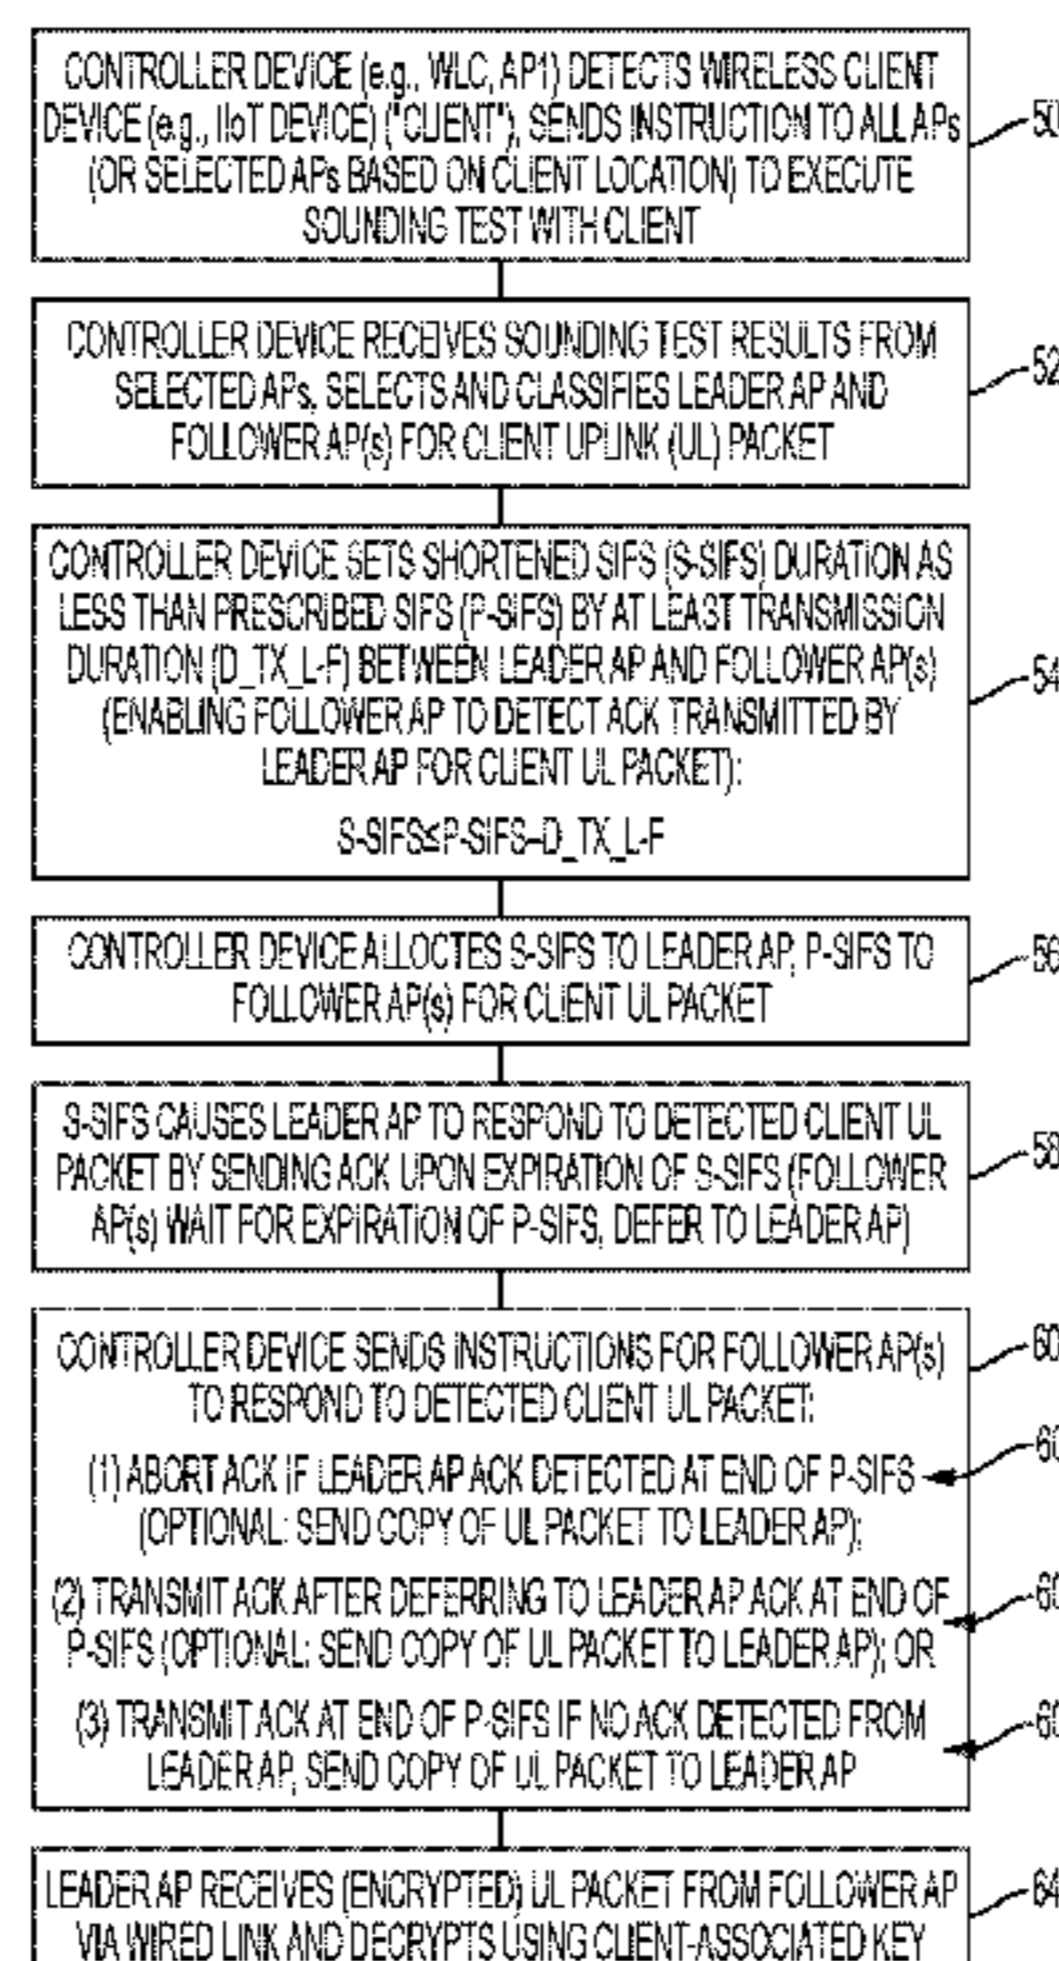 CONTROLLER DEVICE (e.g., WLC, AP1) DETECTS WIRELESS CLIENT
DEVICE (e.g., IIoT DEVICE) ("CLIENT"), SENDS INSTRUCTION TO ALL APs
(OR SELECTED APs BASED ON CLIENT LOCATION) TO EXECUTE
SOUNDING TEST WITH CLIENT
50
CONTROLLER DEVICE RECEIVES SOUNDING TEST RESULTS FROM
SELECTED APs, SELECTS AND CLASSIFIES LEADER AP AND
FOLLOWER AP(s) FOR CLIENT UPLINK (UL) PACKET
52
CONTROLLER DEVICE SETS SHORTENED SIFS (S-SIFS) DURATION AS
LESS THAN PRESCRIBED SIFS (P-SIFS) BY AT LEAST TRANSMISSION
DURATION (D_TX_L-F) BETWEEN LEADER AP AND FOLLOWER AP(s)
(ENABLING FOLLOWER AP TO DETECT ACK TRANSMITTED BY
LEADER AP FOR CLIENT UL PACKET):
S-SIFS≤P-SIFS–D_TX_L-F
54
CONTROLLER DEVICE ALLOCTES S-SIFS TO LEADER AP, P-SIFS TO
FOLLOWER AP(s) FOR CLIENT UL PACKET
56
S-SIFS CAUSES LEADER AP TO RESPOND TO DETECTED CLIENT UL
PACKET BY SENDING ACK UPON EXPIRATION OF S-SIFS (FOLLOWER
AP(s) WAIT FOR EXPIRATION OF P-SIFS, DEFER TO LEADER AP)
58
CONTROLLER DEVICE SENDS INSTRUCTIONS FOR FOLLOWER AP(s)
TO RESPOND TO DETECTED CLIENT UL PACKET:
60
(1) ABORT ACK IF LEADER AP ACK DETECTED AT END OF P-SIFS
(OPTIONAL: SEND COPY OF UL PACKET TO LEADER AP);
60
(2) TRANSMIT ACK AFTER DEFERRING TO LEADER AP ACK AT END OF
P-SIFS (OPTIONAL: SEND COPY OF UL PACKET TO LEADER AP); OR
60
(3) TRANSMIT ACK AT END OF P-SIFS IF NO ACK DETECTED FROM
LEADER AP, SEND COPY OF UL PACKET TO LEADER AP
60
LEADER AP RECEIVES (ENCRYPTED) UL PACKET FROM FOLLOWER AP
VIA WIRED LINK AND DECRYPTS USING CLIENT-ASSOCIATED KEY
64